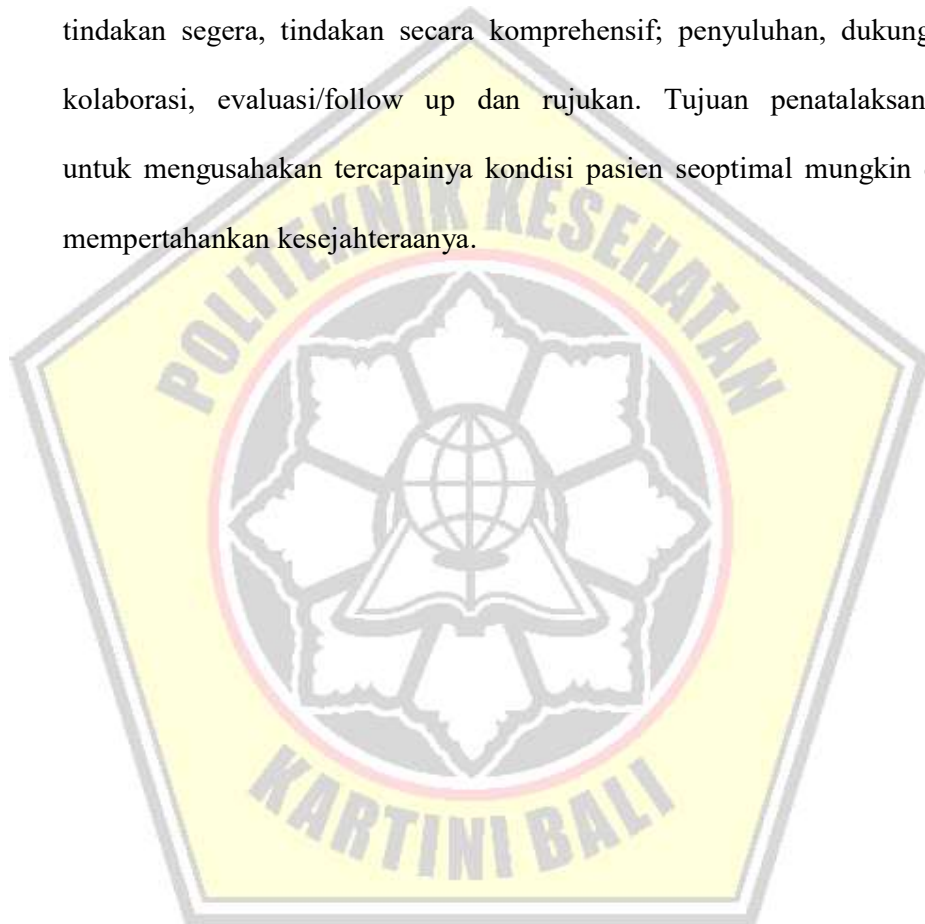 tindakan segera, tindakan secara komprehensif; penyuluhan, dukung
kolaborasi, evaluasi/follow up dan rujukan. Tujuan penatalaksan
untuk mengusahakan tercapainya kondisi pasien seoptimal mungkin
mempertahankan kesejahteraanya.
POLITEKNIK KESEHATAN
KARTINI BALI